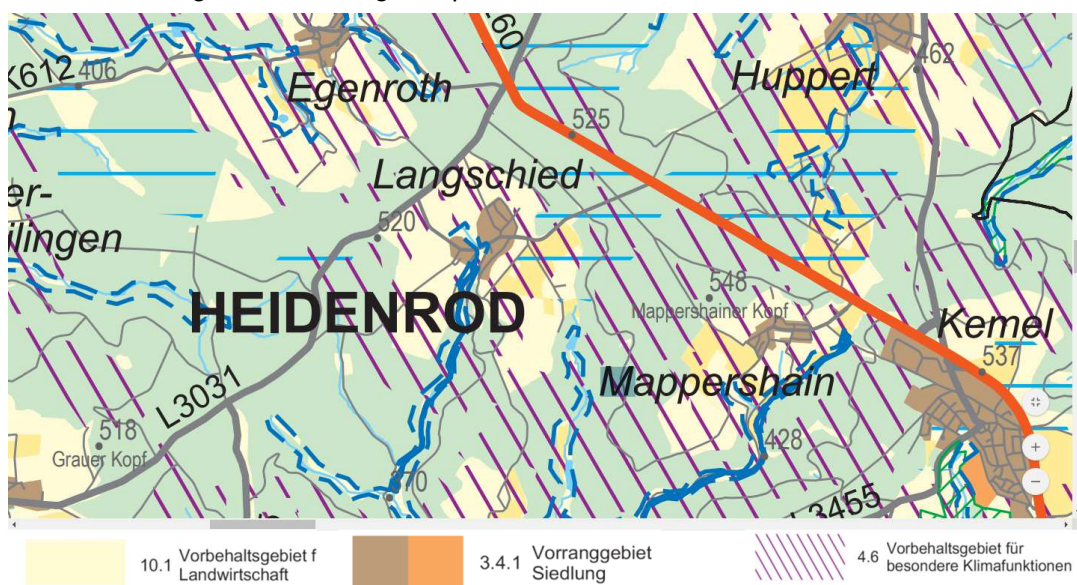 K612
406
Egenroth
525
Huppert
462
Langschied
er-
ilingen
520
HEIDENROD
548
Mappershainer Kopf
Kemel
537
L3031
Mappershain
518
Grauer Kopf
428
370
L3455
10.1 Vorbehaltsgebiet f
Landwirtschaft
3.4.1 Vorranggebiet
Siedlung
4.6 Vorbehaltsgebiet für
besondere Klimafunktionen